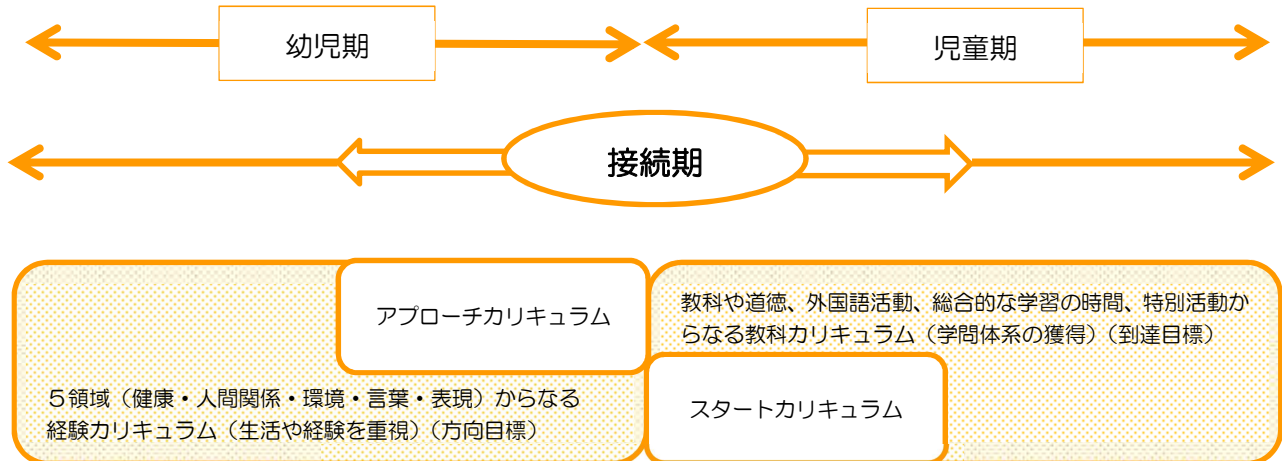 幼児期
児童期
接続期
アプローチカリキュラム
５領域（健康・人間関係・環境・言葉・表現）からなる
経験カリキュラム（生活や経験を重視）（方向目標）
教科や道徳、外国語活動、総合的な学習の時間、特別活動か
らなる教科カリキュラム（学問体系の獲得）（到達目標）
スタートカリキュラム